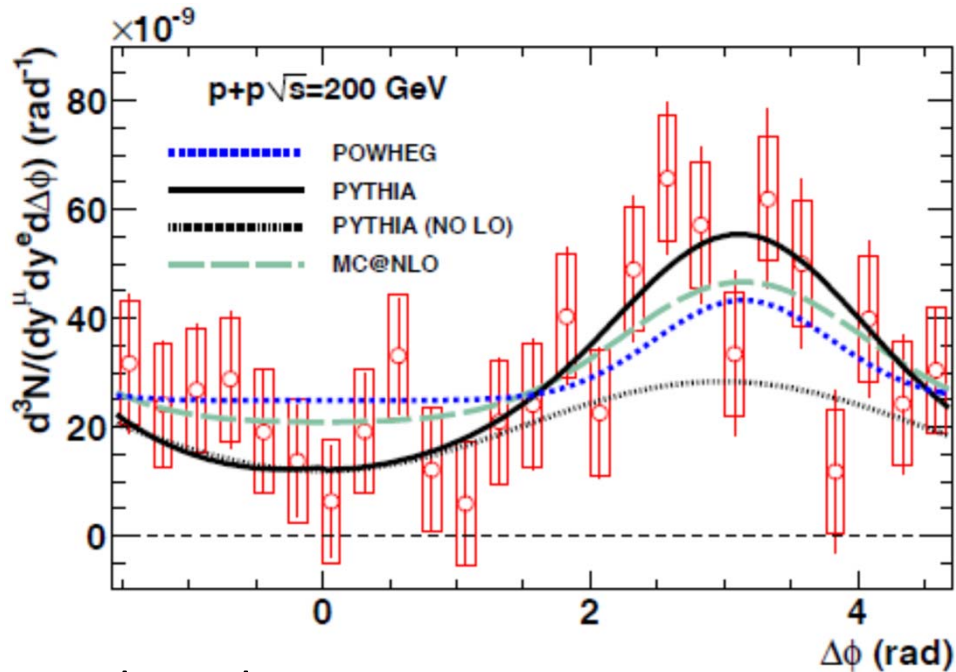 ×10⁻⁹
d³N/(dy^μdy^edΔϕ) (rad⁻¹)
p+p√s=200 GeV
POWHEG
PYTHIA
PYTHIA (NO LO)
MC@NLO
80
60
40
20
0
0 2 4
Δϕ (rad)